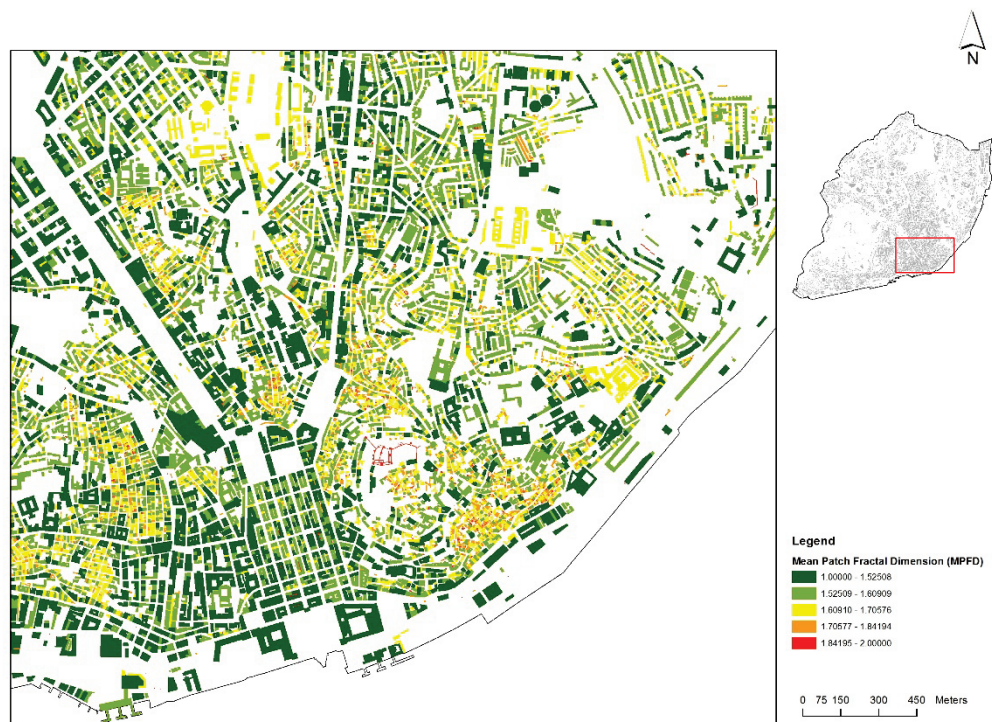 N
Legend
Mean Patch Fractal Dimension (MPFD)
1.00000 - 1.52508
1.52509 - 1.60909
1.60910 - 1.70576
1.70577 - 1.84194
1.84195 - 2.00000
0 75 150 300 450 Meters